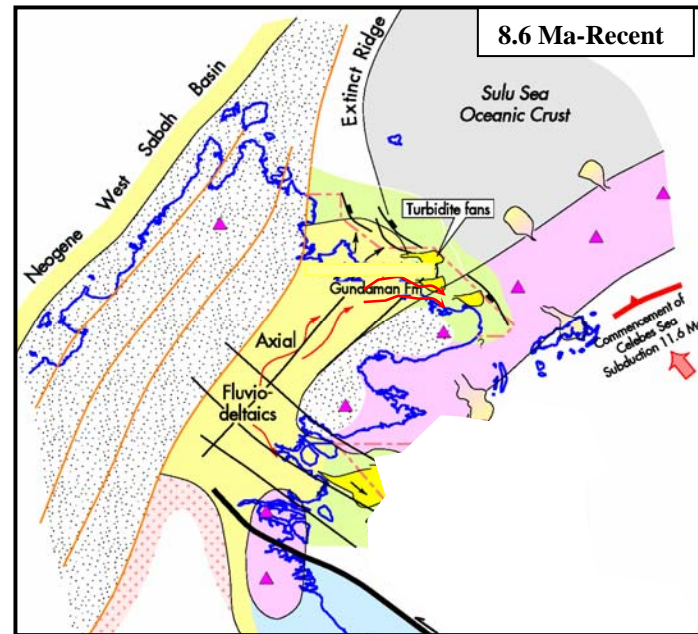 8.6 Ma-Recent
Extinct Ridge
Sulu Sea
Oceanic Crust
Neogene West Sabah Basin
Turbidite fans
Gundaman Fm
Axial
Fluvio-
deltaics
Commencement of
Celebes Sea
Subduction 11.6 Ma
?